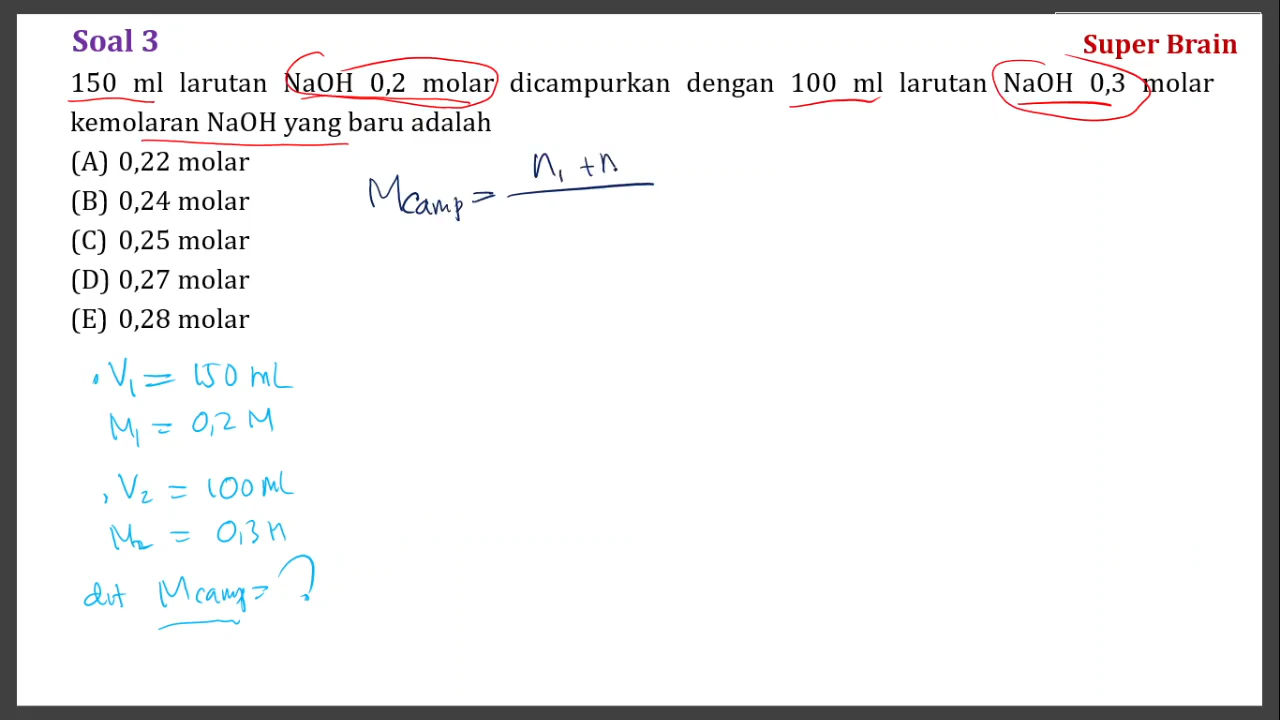 Soal 3
Super Brain
150 ml larutan NaOH 0,2 molar dicampurkan dengan 100 ml larutan NaOH 0,3 molar
kemolaran NaOH yang baru adalah
(A) 0,22 molar
(B) 0,24 molar
(C) 0,25 molar
(D) 0,27 molar
(E) 0,28 molar
Mcamp = n₁ + n
. V₁ = 150 mL
M₁ = 0,2 M
, V₂ = 100 mL
M₂ = 0,3 M
dit Mcamp = ?